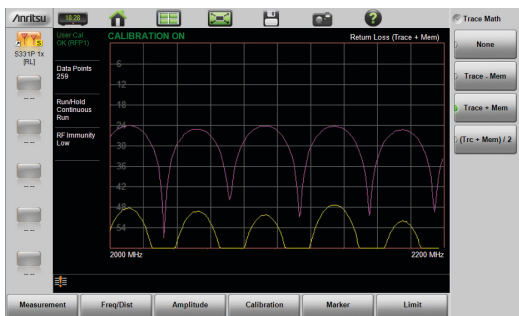 Anritsu
18:28
?
Trace Math
User Cal
OK (RFP1)
CALIBRATION ON
Return Loss (Trace + Mem)
S331P 1x
[RL]
Data Points
259
Run/Hold
Continuous
Run
RF Immunity
Low
6
-12
-18
-24
-30
-36
-42
-48
-54
2000 MHz
2200 MHz
None
Trace - Mem
Trace + Mem
(Trc + Mem) / 2
-- --
-- --
-- --
-- --
-- --
Measurement
Freq/Dist
Amplitude
Calibration
Marker
Limit